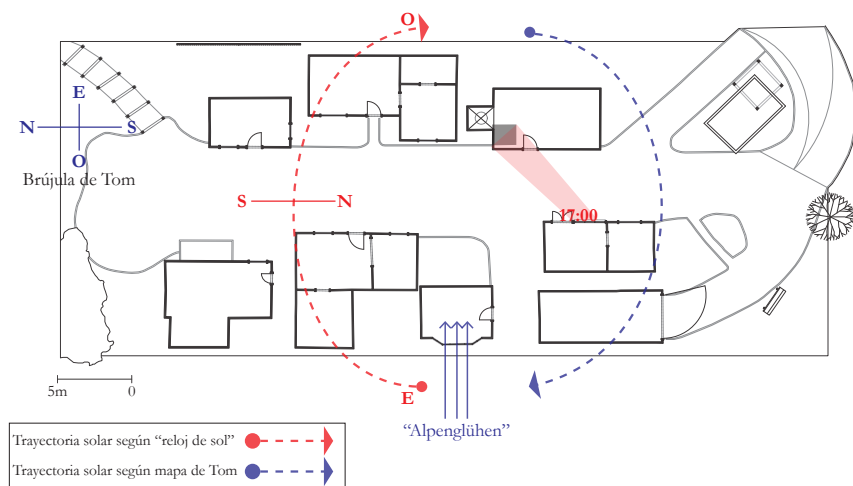 O
E
N
S
O
Brújula de Tom
S
N
17:00
5m
0
E
“Alpenglühen”
Trayectoria solar según “reloj de sol”
Trayectoria solar según mapa de Tom